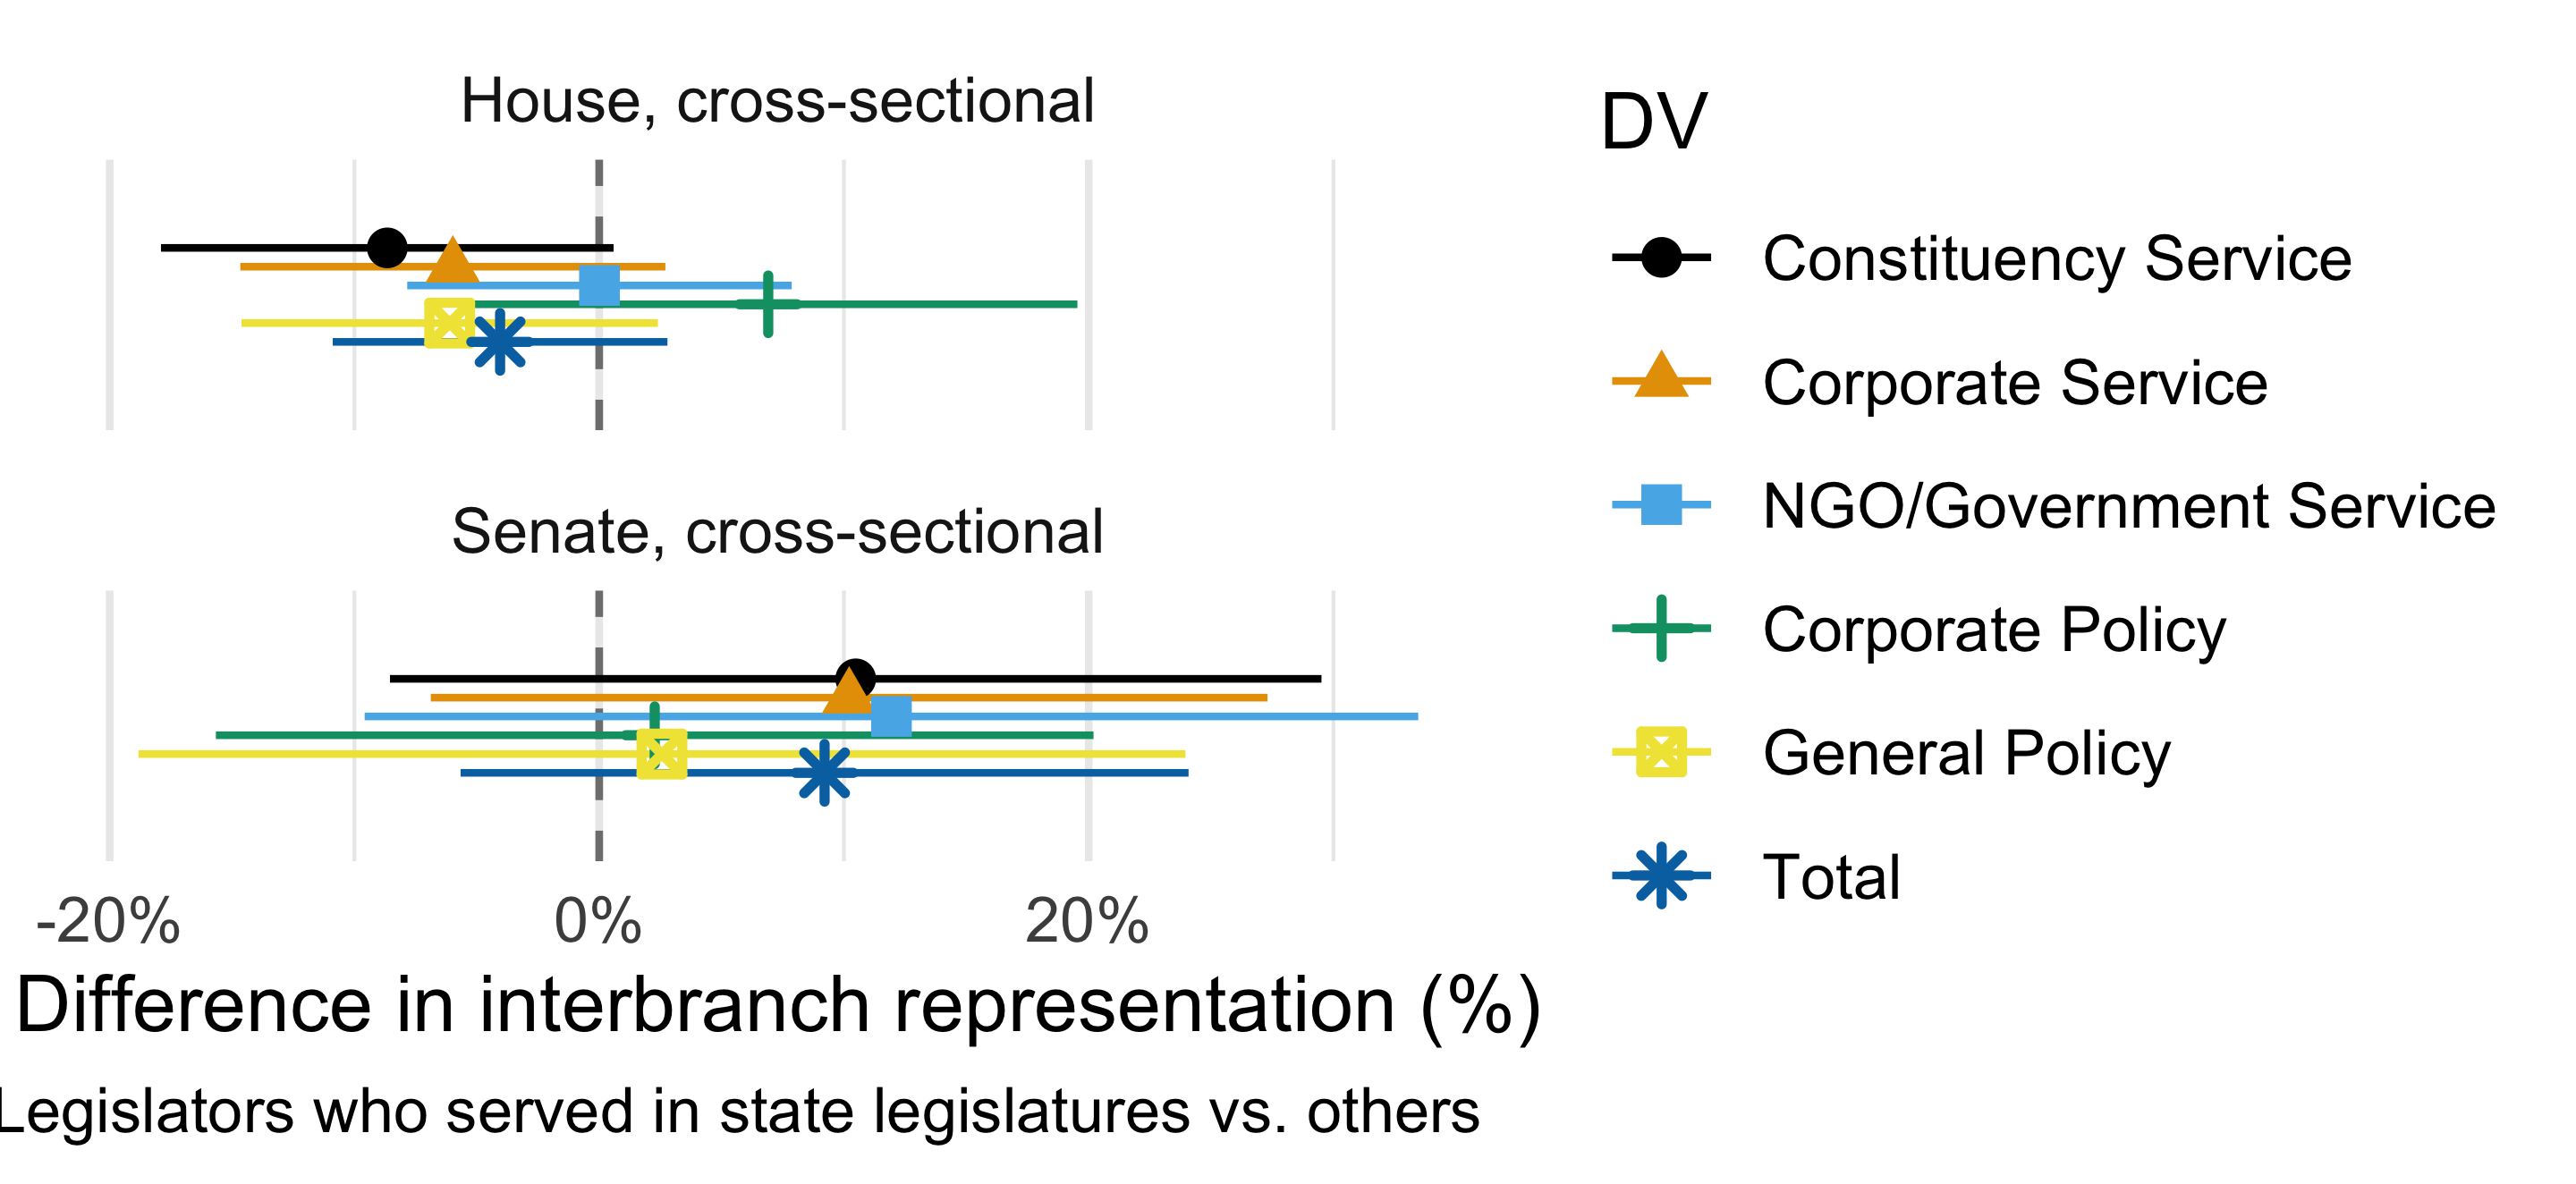 House, cross-sectional
Senate, cross-sectional
-20%
0%
20%
Difference in interbranch representation (%)
Legislators who served in state legislatures vs. others
DV
Constituency Service
Corporate Service
NGO/Government Service
Corporate Policy
General Policy
Total